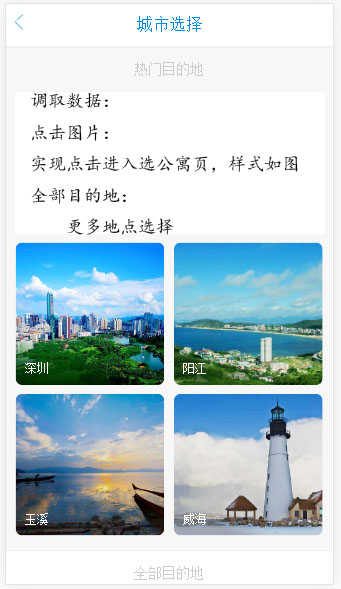 城市选择
热门目的地
调取数据：
点击图片：
实现点击进入选公寓页，样式如图
全部目的地：
更多地点选择
深圳
阳江
玉溪
威海
全部目的地